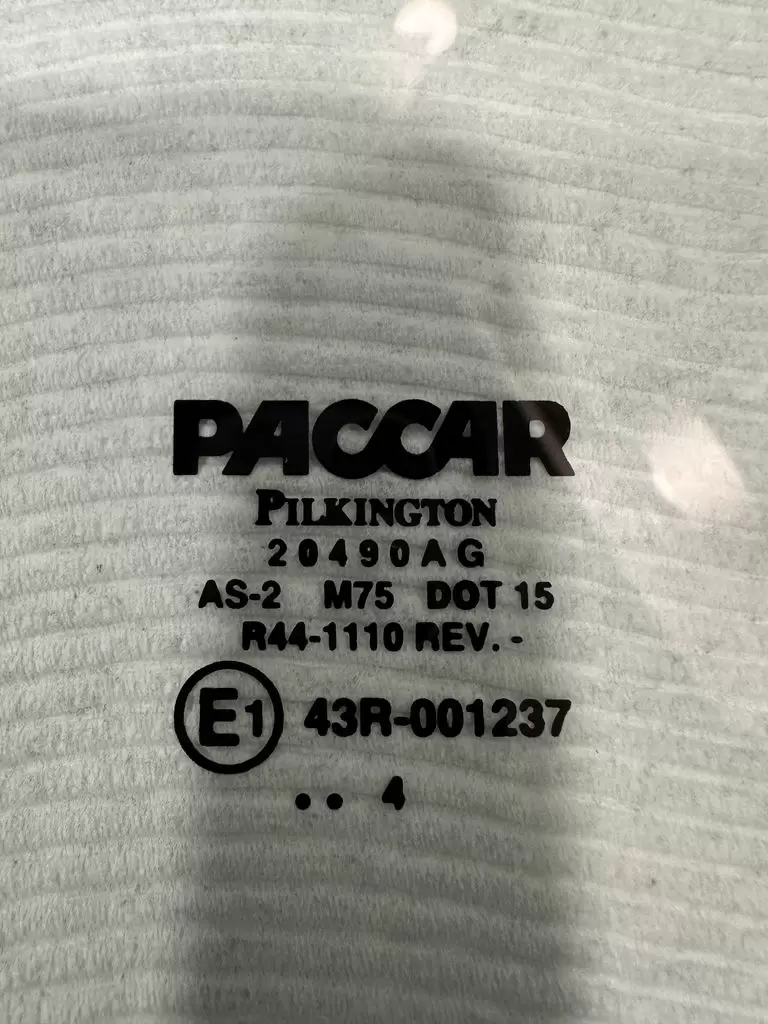 PACCAR
PILKINGTON
20490AG
AS-2 M75 DOT 15
R44-1110 REV. -
E1 43R-001237
.. 4